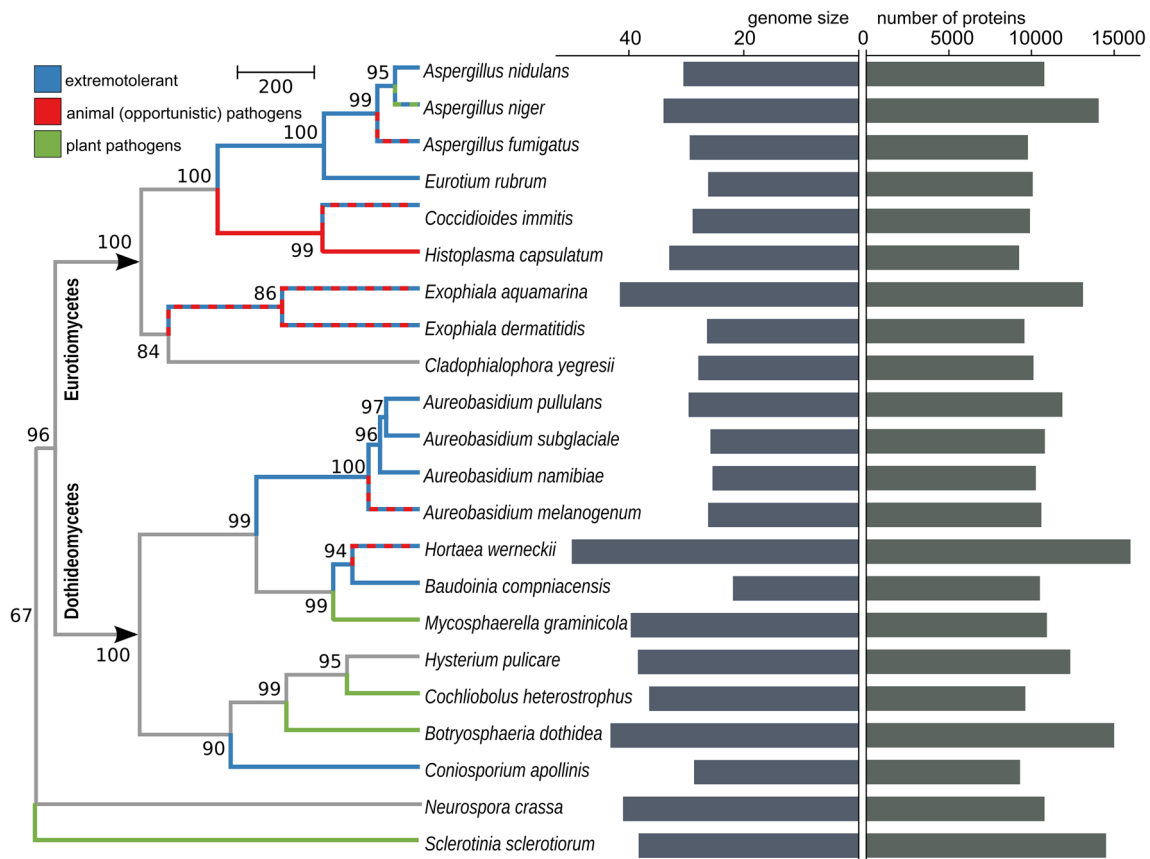 genome size number of proteins
40 20 0 0 5000 10000 15000
extremotolerant
animal (opportunistic) pathogens
plant pathogens
200
95
99
100
100
99
100
86
84
Eurotiomycetes
96
97
96
100
99
Dothideomycetes
94
99
67
100
95
99
90
Aspergillus nidulans
Aspergillus niger
Aspergillus fumigatus
Eurotium rubrum
Coccidioides immitis
Histoplasma capsulatum
Exophiala aquamarina
Exophiala dermatitidis
Cladophialophora yegresii
Aureobasidium pullulans
Aureobasidium subglaciale
Aureobasidium namibiae
Aureobasidium melanogenum
Hortaea werneckii
Baudoinia compniacensis
Mycosphaerella graminicola
Hysterium pulicare
Cochliobolus heterostrophus
Botryosphaeria dothidea
Coniosporium apollinis
Neurospora crassa
Sclerotinia sclerotiorum